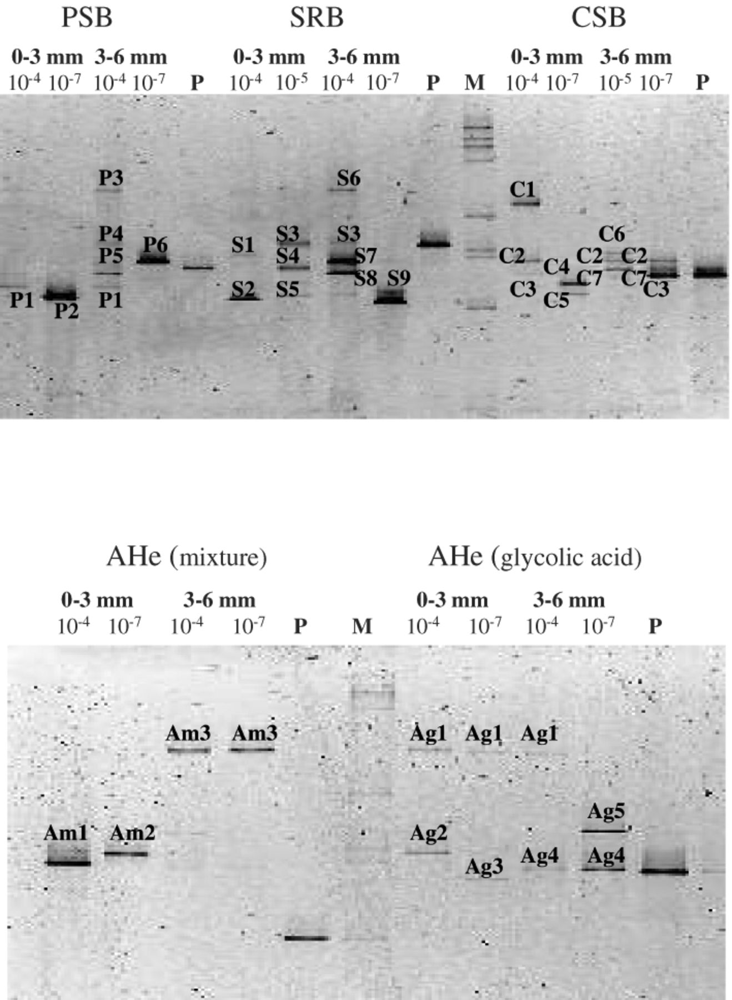 PSB SRB CSB
0-3 mm 3-6 mm 0-3 mm 3-6 mm 0-3 mm 3-6 mm
10-4 10-7 10-4 10-7 P 10-4 10-5 10-4 10-7 P M 10-4 10-7 10-5 10-7 P
P3 S6
C1
P4 S3 S3 C6
P6 S1
P5 S4 S7 C2 C2 C2
C4
S8 S9 C7 C7
S2 S5 C3 C3
P1 P1 C5
P2
AHe (mixture) AHe (glycolic acid)
0-3 mm 3-6 mm 0-3 mm 3-6 mm
10-4 10-7 10-4 10-7 P M 10-4 10-7 10-4 10-7 P
Am3 Am3 Ag1 Ag1 Ag1
Ag5
Am1 Am2 Ag2
Ag4 Ag4
Ag3